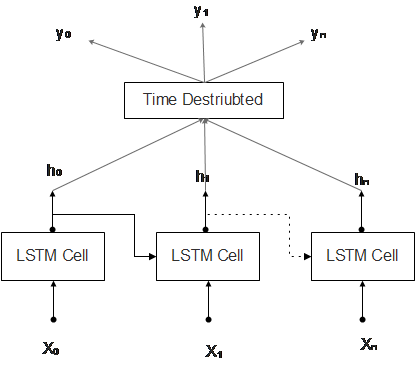 y₁
y₀ yₙ
Time Destriubted
h₀ h₁ hₙ
LSTM Cell LSTM Cell LSTM Cell
X₀ X₁ Xₙ